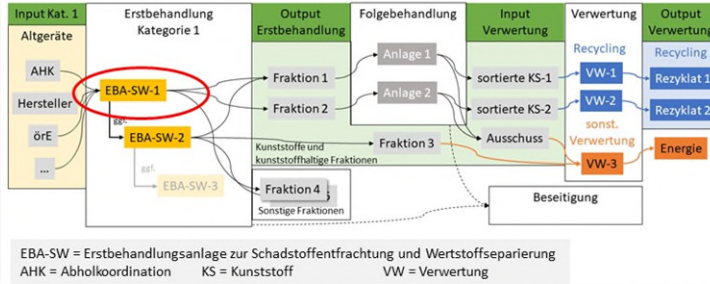 Input Kat. 1
Erstbehandlung
Kategorie 1
Output
Erstbehandlung
Folgebehandlung
Input
Verwertung
Verwertung
Output
Verwertung
Altgeräte
AHK
Hersteller
örE
...
EBA-SW-1
ggf.
EBA-SW-2
ggf.
EBA-SW-3
Fraktion 1
Fraktion 2
Kunststoffe und
kunststoffhaltige Fraktionen
Fraktion 3
Fraktion 4
5
Sonstige Fraktionen
Anlage 1
Anlage 2
sortierte KS-1
sortierte KS-2
Ausschuss
Recycling
VW-1
VW-2
sonst.
Verwertung
VW-3
Recycling
Rezyklat 1
Rezyklat 2
Energie
Beseitigung
EBA-SW = Erstbehandlungsanlage zur Schadstoffentfrachtung und Wertstoffseparierung
AHK = Abholkoordination KS = Kunststoff VW = Verwertung